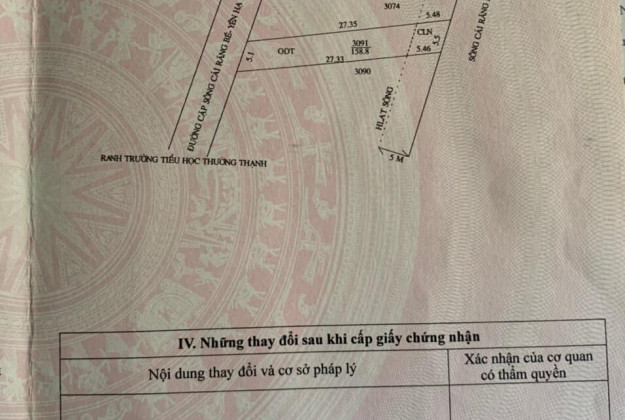 3074
5.48
27.35
CLN
ODT
3091
158.8
5.1
5.5
27.33
5.46
3090
ĐƯỜNG CẶP SÔNG CÁI RĂNG BÉ- YÊN HẠ
SÔNG CÁI RĂNG
HLAT SÔNG
5 M
RANH TRƯỜNG TIỂU HỌC THƯỜNG THẠNH
IV. Những thay đổi sau khi cấp giấy chứng nhận
Nội dung thay đổi và cơ sở pháp lý
Xác nhận của cơ quan
có thẩm quyền